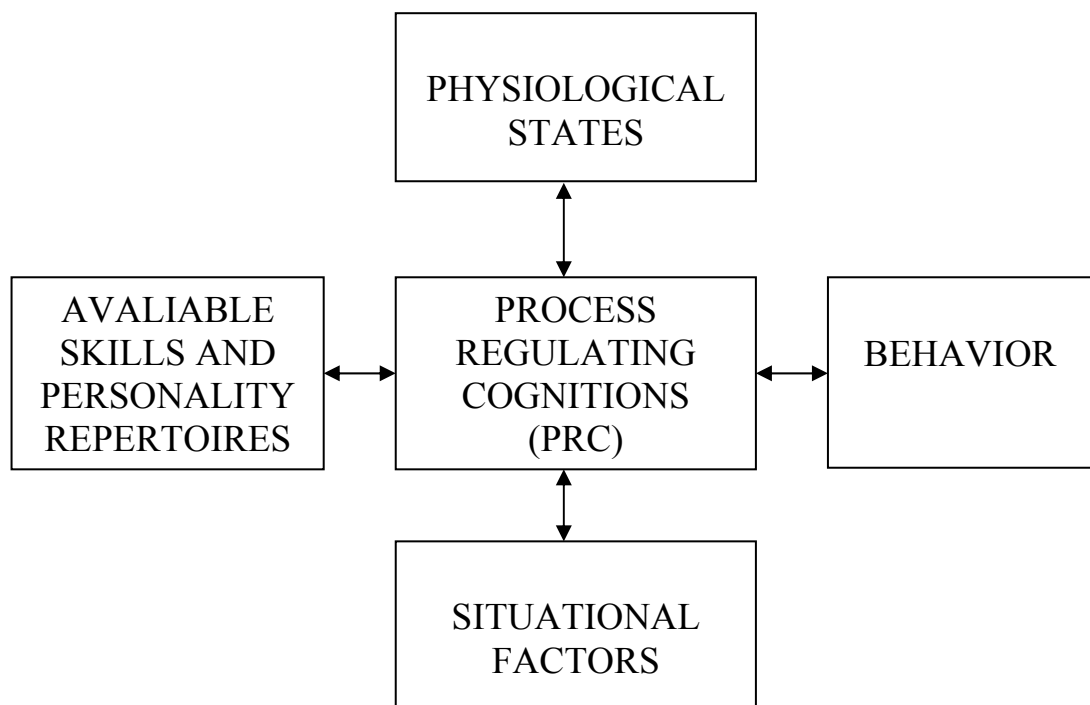 PHYSIOLOGICAL
STATES
AVALIABLE
SKILLS AND
PERSONALITY
REPERTOIRES
PROCESS
REGULATING
COGNITIONS
(PRC)
BEHAVIOR
SITUATIONAL
FACTORS